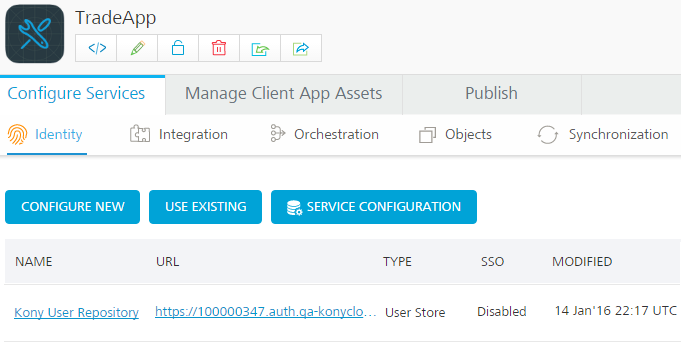 TradeApp
</>
Configure Services Manage Client App Assets Publish
Identity Integration Orchestration Objects Synchronization
CONFIGURE NEW USE EXISTING SERVICE CONFIGURATION
NAME URL TYPE SSO MODIFIED
Kony User Repository https://100000347.auth.qa-konyclo... User Store Disabled 14 Jan'16 22:17 UTC